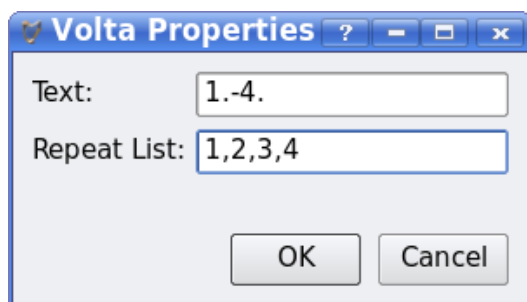 Volta Properties
Text: 1.-4.
Repeat List: 1,2,3,4
OK Cancel